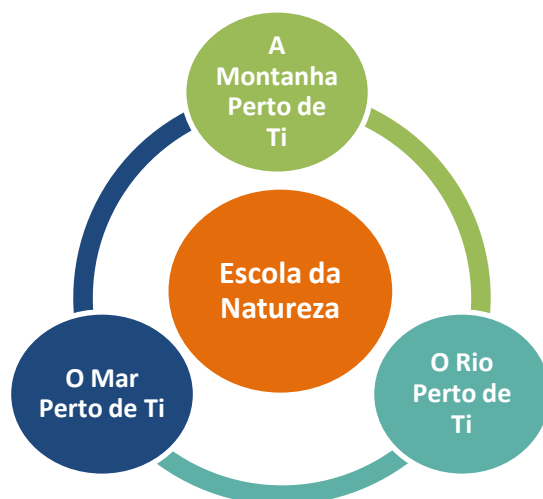 A
Montanha
Perto de
Ti
Escola da
Natureza
O Mar
Perto de Ti
O Rio
Perto de
Ti